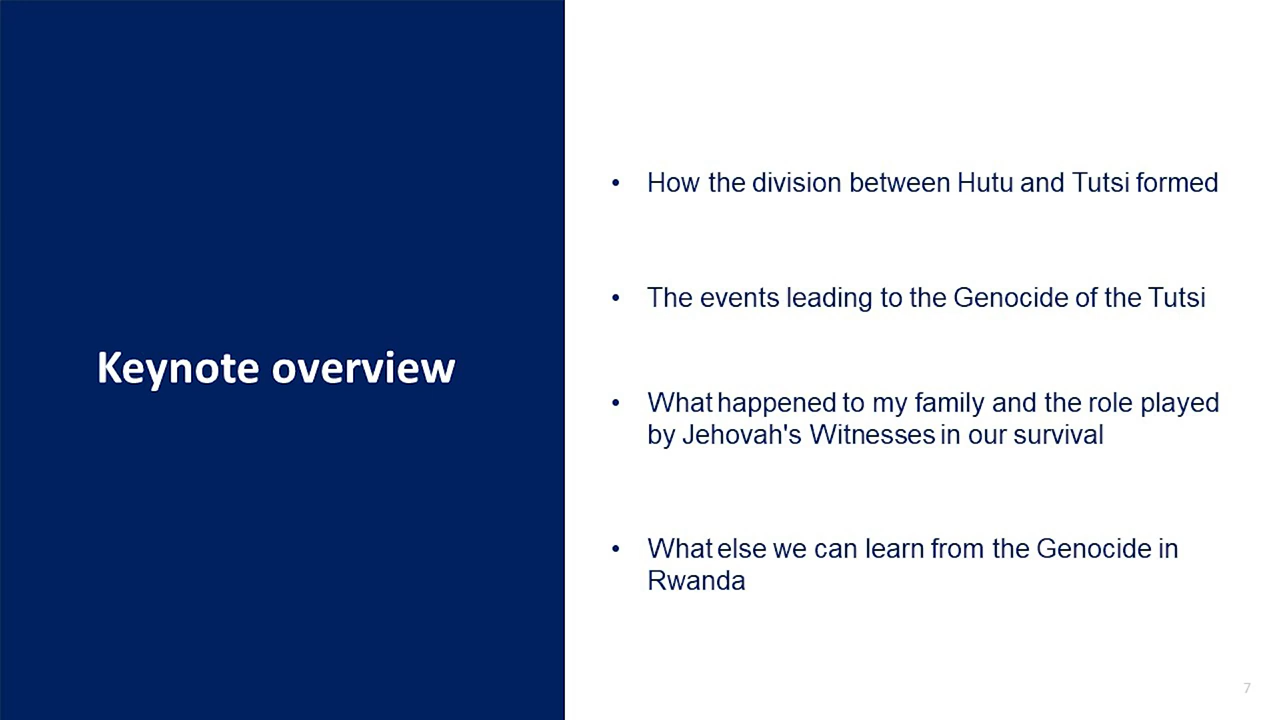 Keynote overview
• How the division between Hutu and Tutsi formed
• The events leading to the Genocide of the Tutsi
• What happened to my family and the role played
by Jehovah's Witnesses in our survival
• What else we can learn from the Genocide in
Rwanda
7